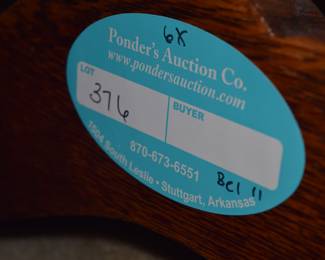 6X
Ponder's Auction Co.
www.pondersauction.com
LOT
376
BUYER
870-673-6551
1504 South Leslie • Stuttgart, Arkansas
Bcl 11